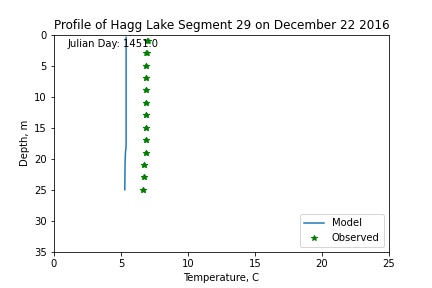 Profile of Hagg Lake Segment 29 on December 22 2016
Julian Day: 1451.0
0
5
10
15
20
25
30
35
Depth, m
0
5
10
15
20
25
Temperature, C
Model
Observed